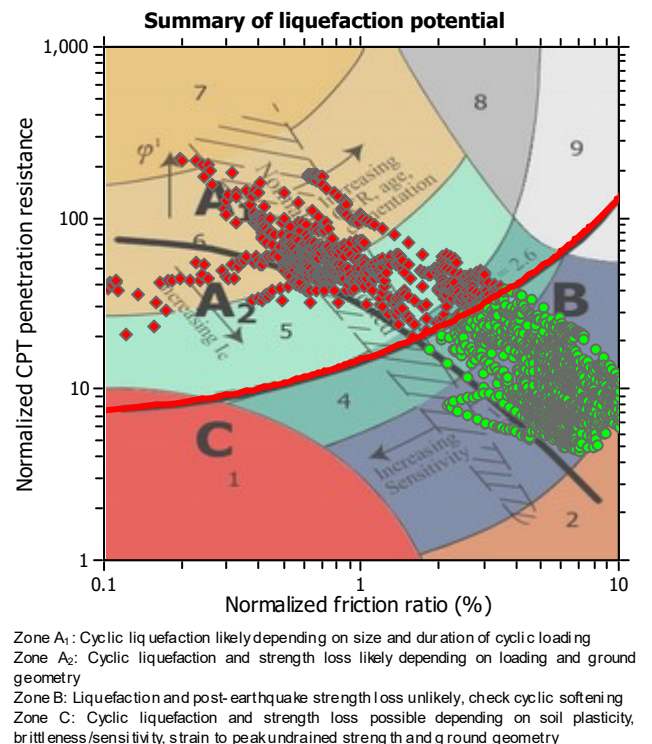 Summary of liquefaction potential
1,000
7
8
9
φ'
Increasing
R, age,
A1
100
6
= 2.6
B
A2
Increasing Ic
5
10
4
C
Increasing
Sensitivity
1
2
1
0.1
1
10
Normalized CPT penetration resistance
Normalized friction ratio (%)
Zone A1: Cyclic liquefaction likely depending on size and duration of cyclic loading
Zone A2: Cyclic liquefaction and strength loss likely depending on loading and ground
geometry
Zone B: Liquefaction and post-earthquake strength loss unlikely, check cyclic softening
Zone C: Cyclic liquefaction and strength loss possible depending on soil plasticity,
brittleness/sensitivity, strain to peak undrained strength and ground geometry